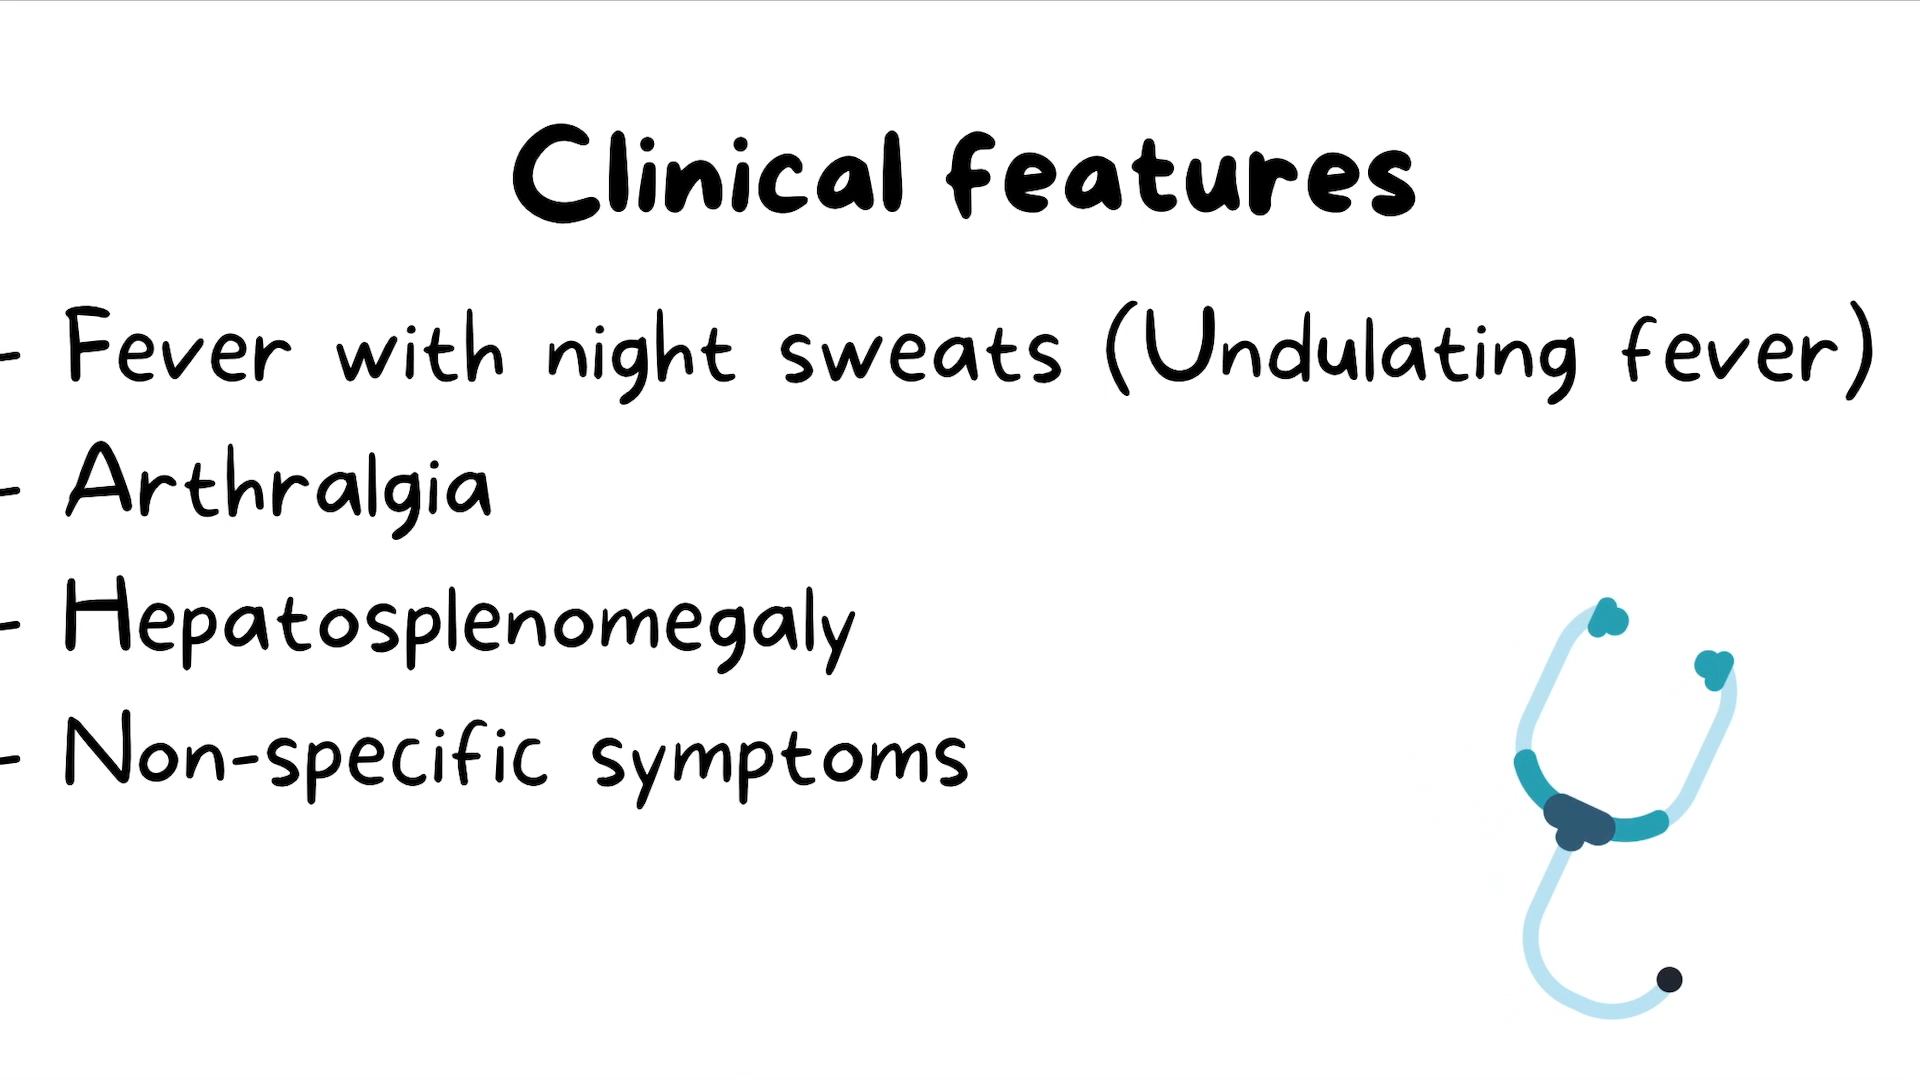 Clinical features
- Fever with night sweats (Undulating fever)
- Arthralgia
- Hepatosplenomegaly
- Non-specific symptoms